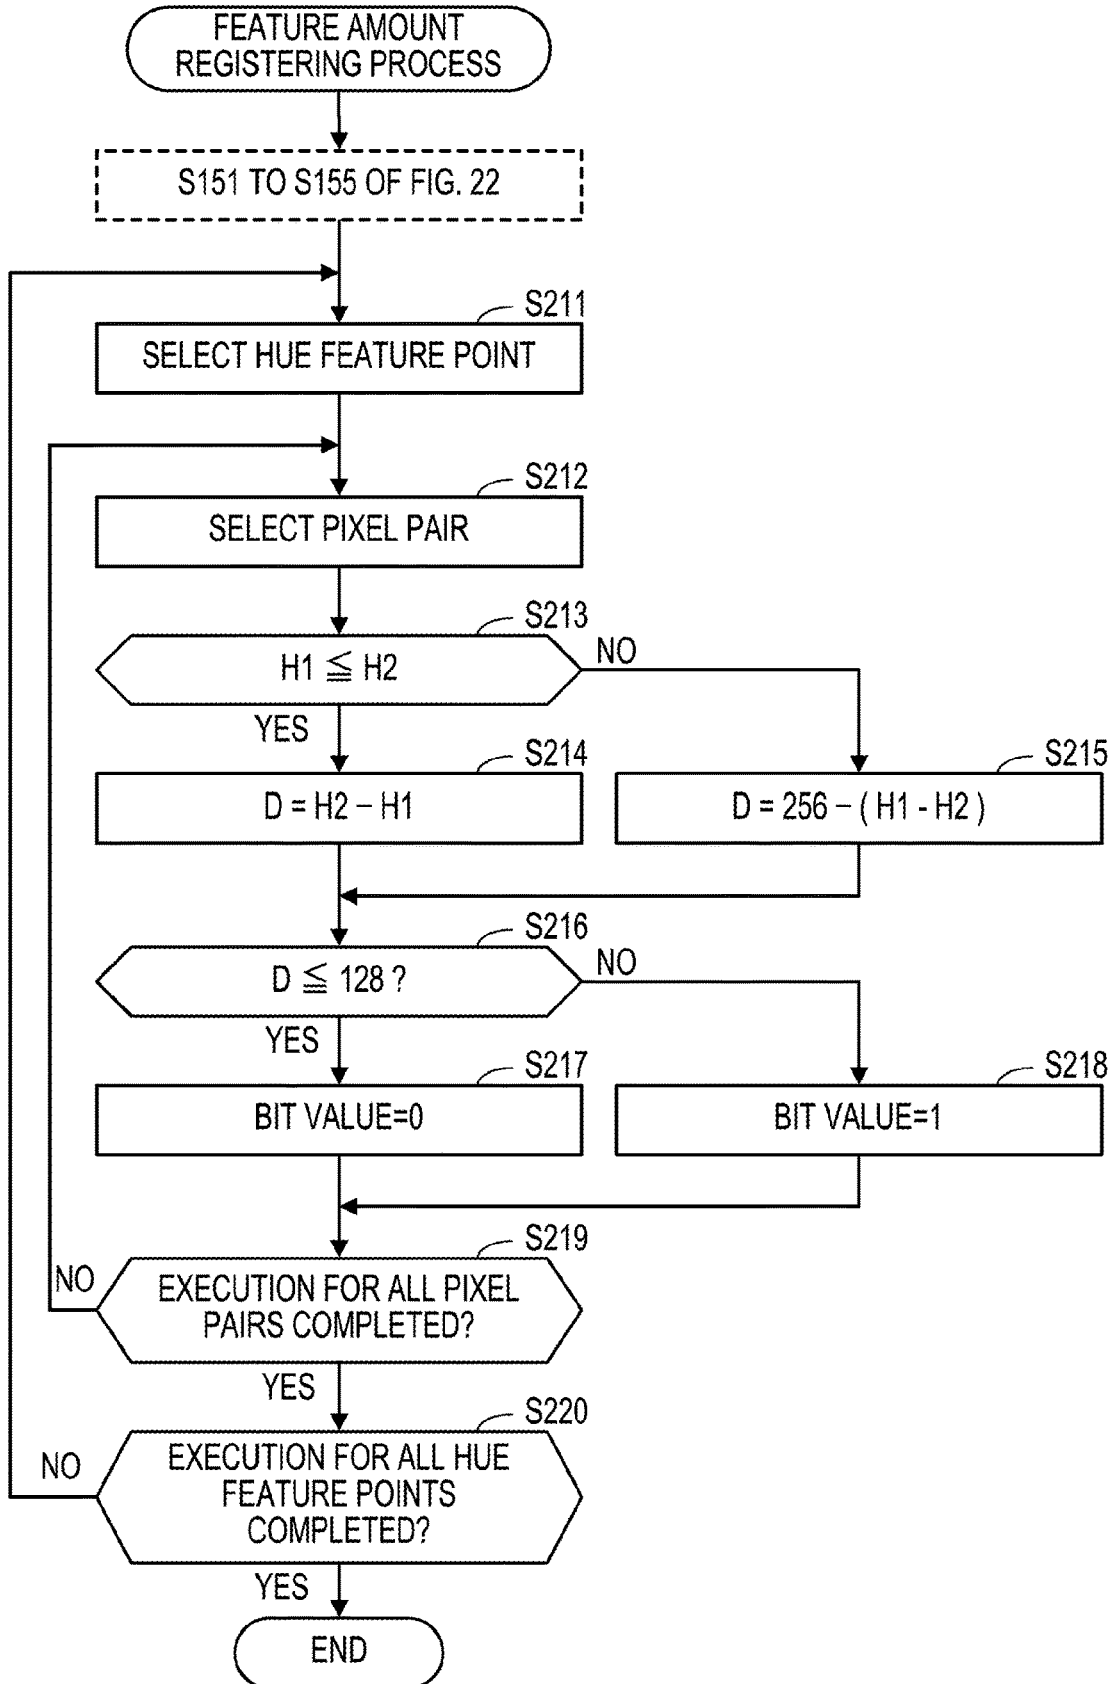 FEATURE AMOUNT
REGISTERING PROCESS
S151 TO S155 OF FIG. 22
S211
SELECT HUE FEATURE POINT
S212
SELECT PIXEL PAIR
S213
H1 ≦ H2
NO
YES
S214
D = H2 − H1
S215
D = 256 − ( H1 - H2 )
S216
D ≦ 128 ?
NO
YES
S217
BIT VALUE=0
S218
BIT VALUE=1
S219
EXECUTION FOR ALL PIXEL
PAIRS COMPLETED?
NO
YES
S220
EXECUTION FOR ALL HUE
FEATURE POINTS
COMPLETED?
NO
YES
END